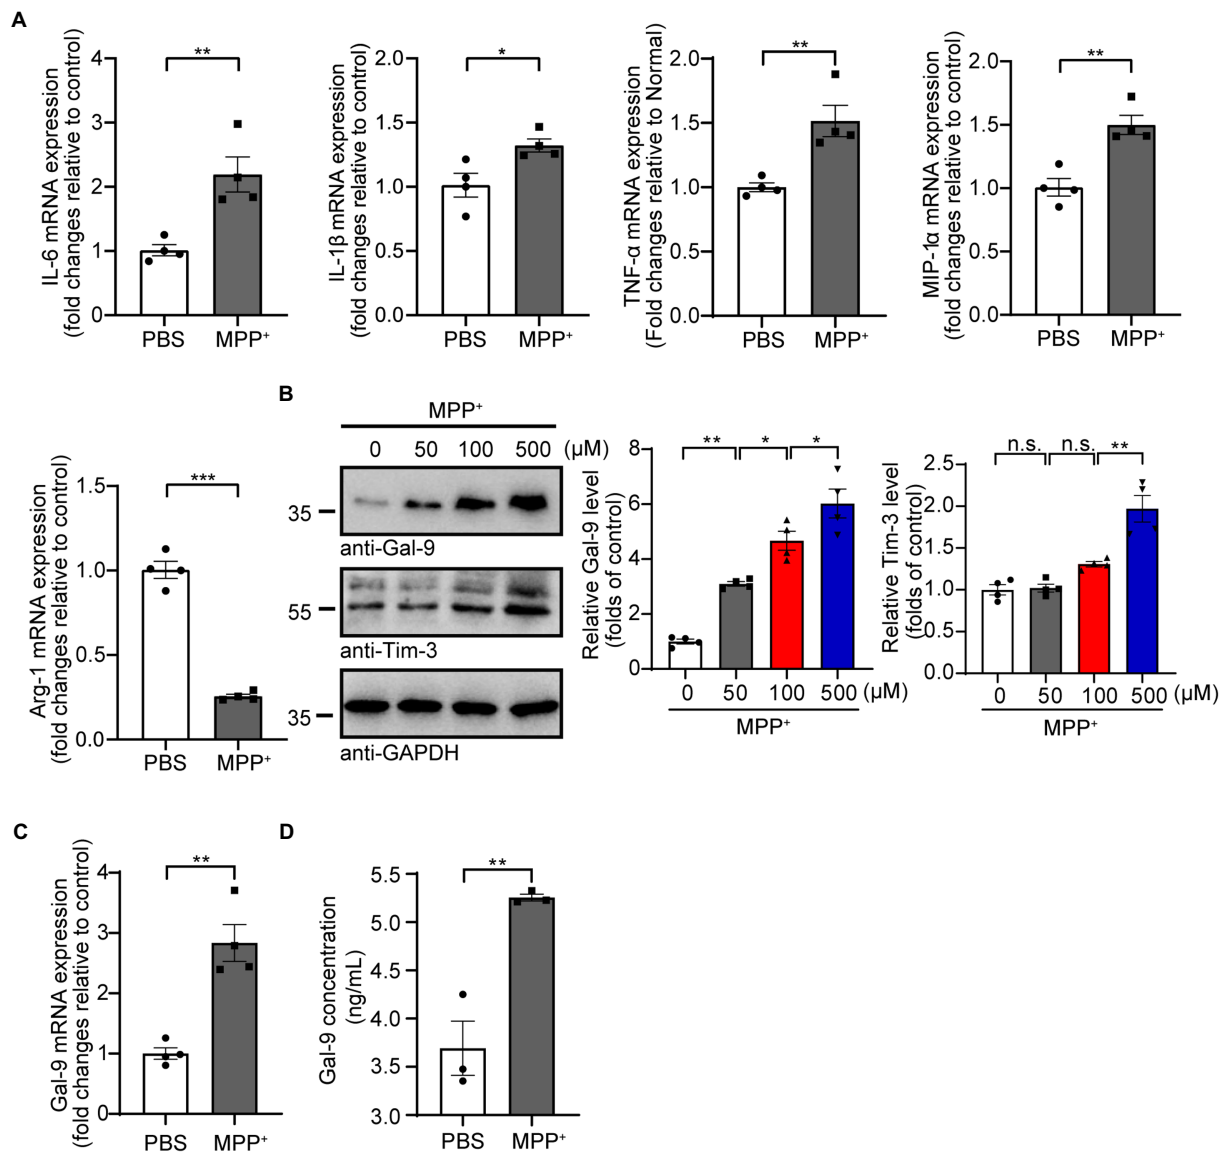 A
IL-6 mRNA expression
(fold changes relative to control)
4
3
2
1
0
**
PBS MPP⁺
IL-1β mRNA expression
(fold changes relative to control)
2.0
1.5
1.0
0.5
0.0
*
PBS MPP⁺
TNF-α mRNA expression
(Fold changes relative to Normal)
2.0
1.5
1.0
0.5
0.0
**
PBS MPP⁺
MIP-1α mRNA expression
(fold changes relative to control)
2.0
1.5
1.0
0.5
0.0
**
PBS MPP⁺
Arg-1 mRNA expression
(fold changes relative to control)
1.5
1.0
0.5
0.0
***
PBS MPP⁺
B
MPP⁺
0 50 100 500 (µM)
35
anti-Gal-9
55
anti-Tim-3
35
anti-GAPDH
Relative Gal-9 level
(folds of control)
8
6
4
2
0
** * *
0 50 100 500 (µM)
MPP⁺
Relative Tim-3 level
(folds of control)
2.5
2.0
1.5
1.0
0.5
0.0
n.s. n.s. **
0 50 100 500 (µM)
MPP⁺
C
Gal-9 mRNA expression
(fold changes relative to control)
4
3
2
1
0
**
PBS MPP⁺
D
Gal-9 concentration
(ng/mL)
5.5
5.0
4.5
4.0
3.5
3.0
**
PBS MPP⁺